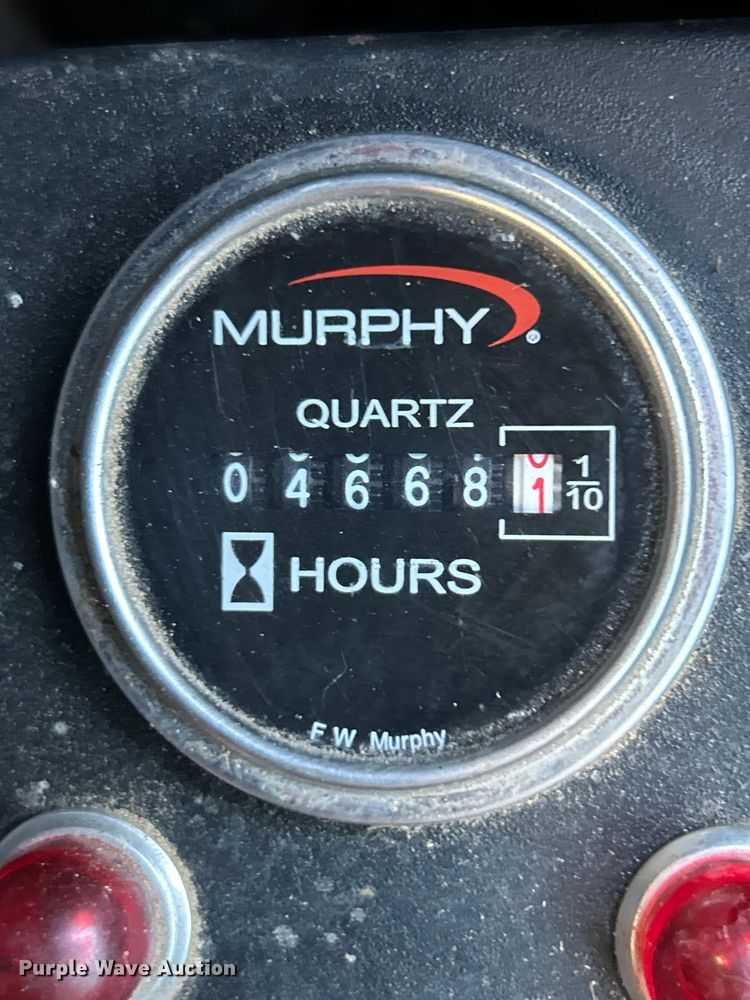 MURPHY®
QUARTZ
0 4 6 6 8 1 1/10
HOURS
F W Murphy
Purple Wave Auction